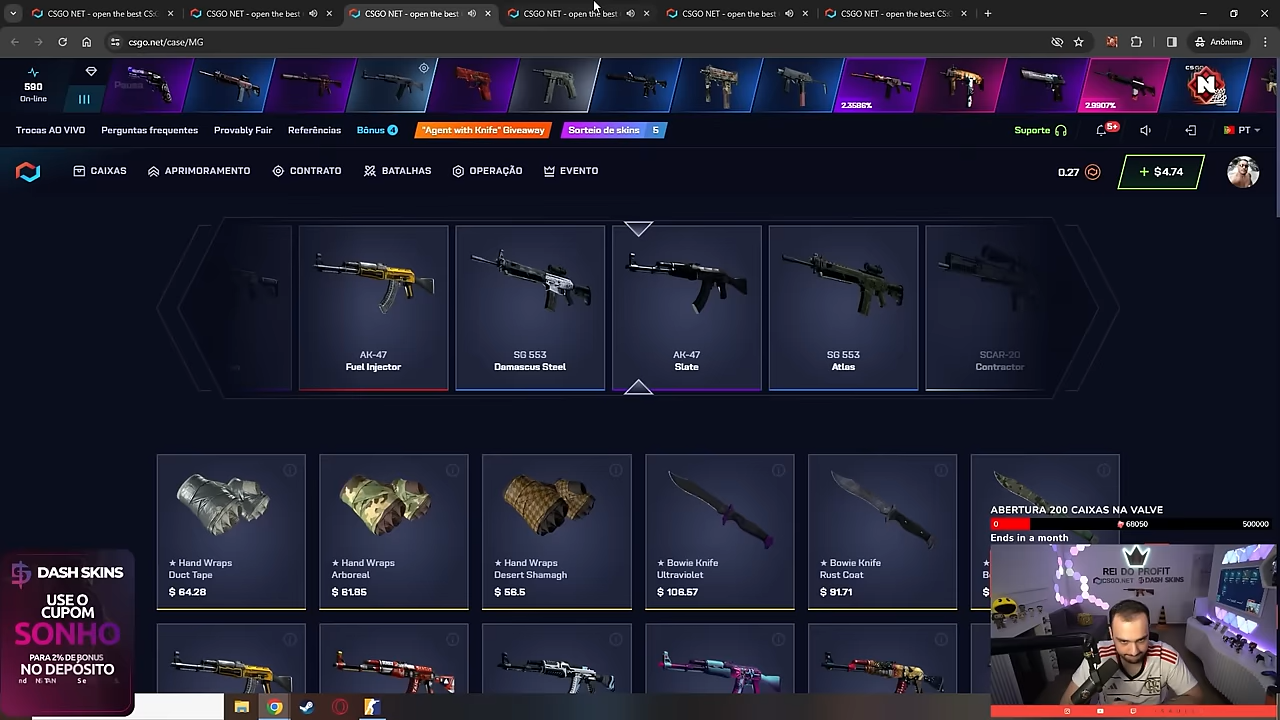 CSGO NET - open the best CS:
CSGO NET - open the best
CSGO NET - open the best
CSGO NET - open the best
CSGO NET - open the best
CSGO NET - open the best CS
csgo.net/case/MG
Anônima
590
On-line
2.3586%
2.9907%
Trocas AO VIVO
Perguntas frequentes
Provably Fair
Referências
Bônus 4
"Agent with Knife" Giveaway
Sorteio de skins 5
Suporte
5+
PT
CAIXAS
APRIMORAMENTO
CONTRATO
BATALHAS
OPERAÇÃO
EVENTO
0.27
+ $4.74
AK-47
Fuel Injector
SG 553
Damascus Steel
AK-47
Slate
SG 553
Atlas
SCAR-20
Contractor
★ Hand Wraps
Duct Tape
$ 64.28
★ Hand Wraps
Arboreal
$ 61.85
★ Hand Wraps
Desert Shamagh
$ 56.5
★ Bowie Knife
Ultraviolet
$ 106.57
★ Bowie Knife
Rust Coat
$ 91.71
ABERTURA 200 CAIXAS NA VALVE
0
68050
500000
Ends in a month
REI DO PROFIT
CSGO.NET
DASH SKINS
DASH SKINS
USE O
CUPOM
SONHO
PARA 2% DE BONUS
NO DEPÓSITO